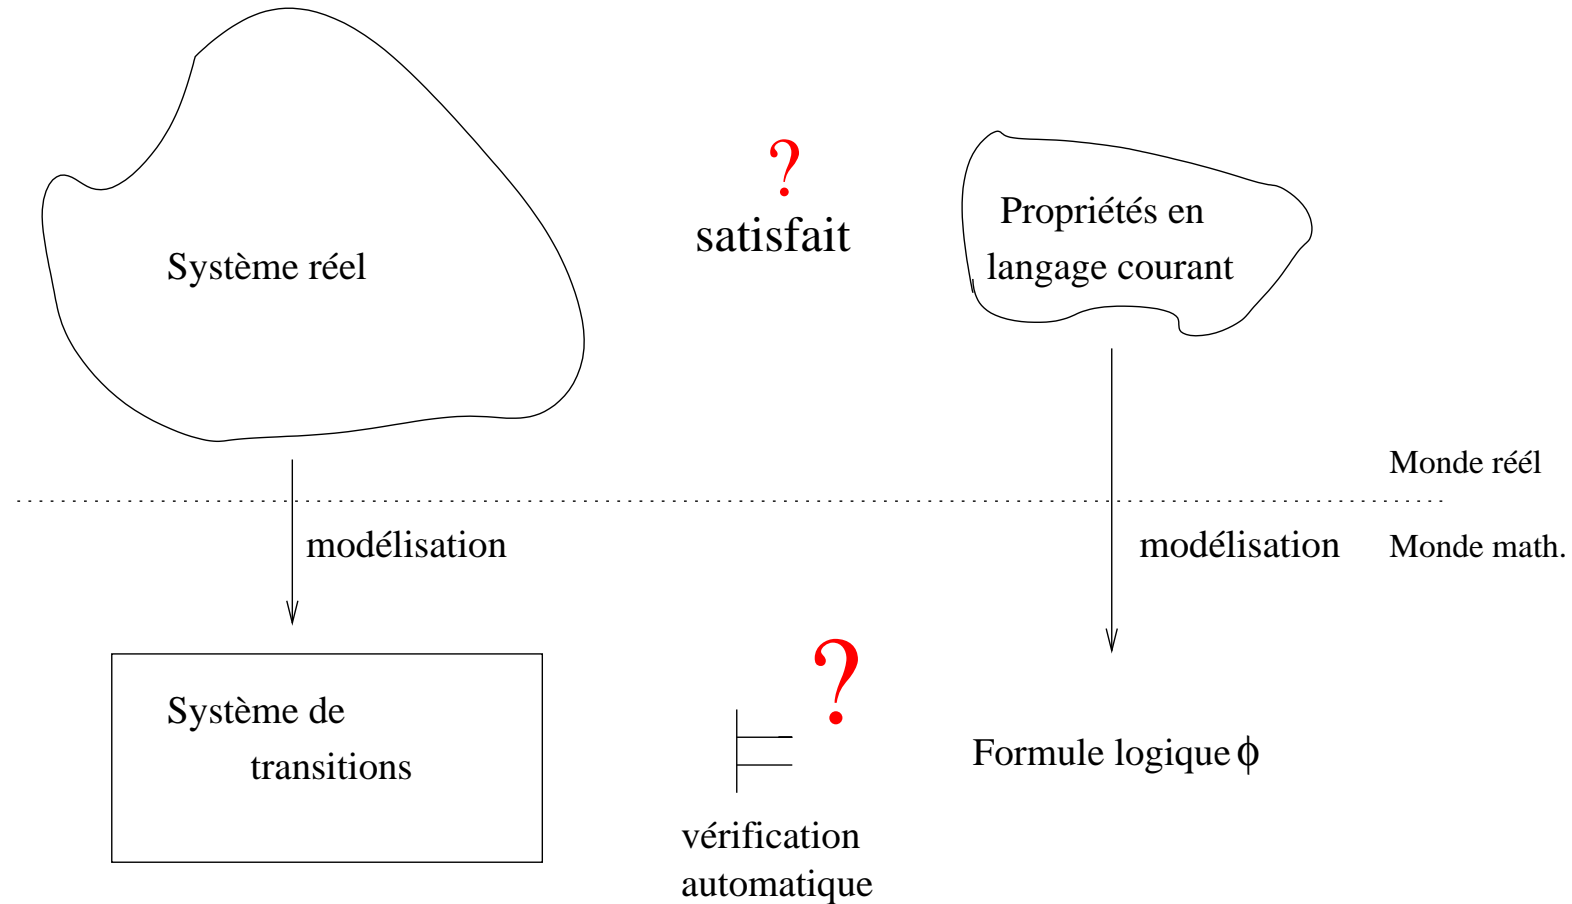 ?
satisfait
Système réel
Propriétés en
langage courant
Monde réél
modélisation
modélisation
Monde math.
Système de
transitions
?
⊨
Formule logique ϕ
vérification
automatique